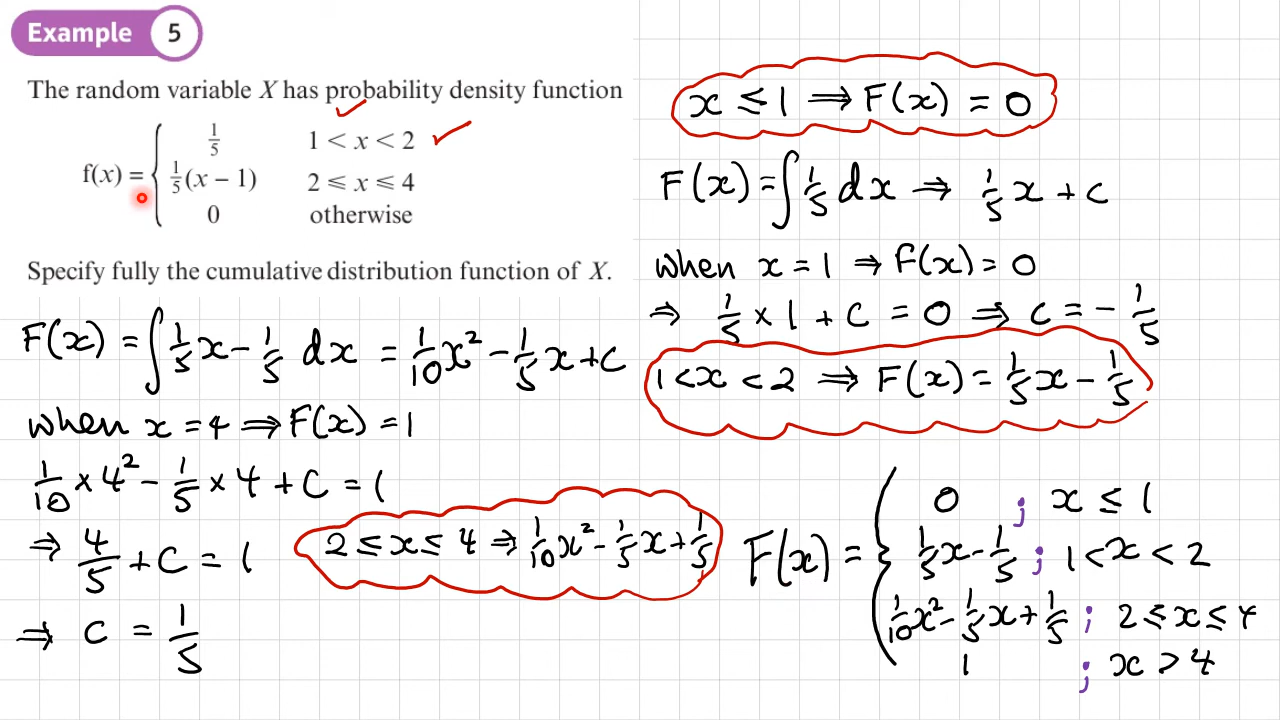 Example 5
The random variable X has probability density function
f(x) = { 1/5    1 < x < 2
1/5(x − 1)    2 ⩽ x ⩽ 4
0    otherwise
Specify fully the cumulative distribution function of X.
F(x) = ∫ 1/5 x − 1/5 dx = 1/10 x² − 1/5 x + c
when x = 4 ⇒ F(x) = 1
1/10 × 4² − 1/5 × 4 + C = 1
⇒ 4/5 + C = 1
⇒ C = 1/5
x ≤ 1 ⇒ F(x) = 0
F(x) = ∫ 1/5 dx ⇒ 1/5 x + c
when x = 1 ⇒ F(x) = 0
⇒ 1/5 × 1 + C = 0 ⇒ C = − 1/5
1 < x < 2 ⇒ F(x) = 1/5 x − 1/5
2 ≤ x ≤ 4 ⇒ 1/10 x² − 1/5 x + 1/5
F(x) = { 0 ; x ≤ 1
1/5 x − 1/5 ; 1 < x < 2
1/10 x² − 1/5 x + 1/5 ; 2 ≤ x ≤ 4
1 ; x > 4